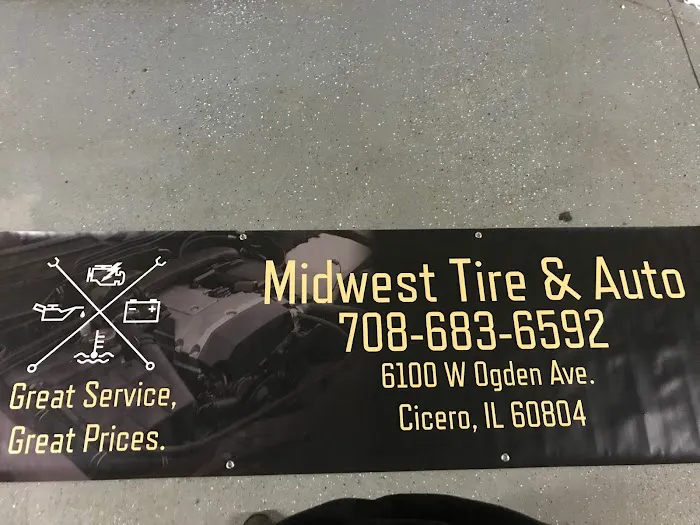 Midwest Tire & Auto
708-683-6592
6100 W Ogden Ave.
Cicero, IL 60804
Great Service,
Great Prices.